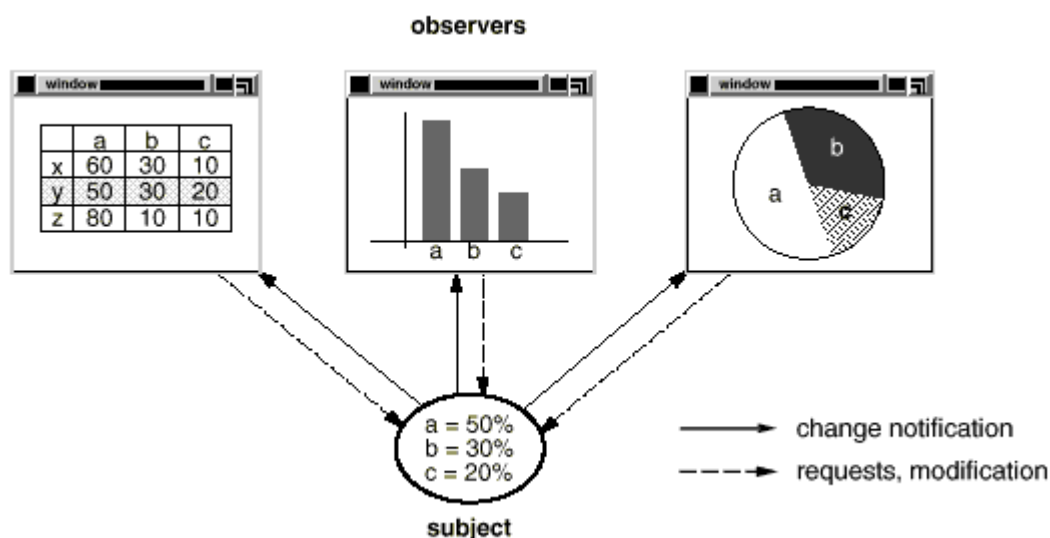 observers
window
window
window
a b c
x 60 30 10
y 50 30 20
z 80 10 10
a b c
b
a
c
a = 50%
b = 30%
c = 20%
subject
change notification
requests, modification